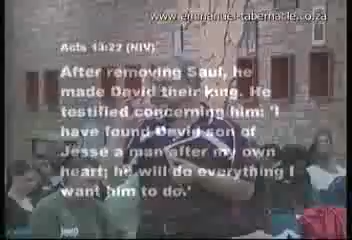 www.emmanuel-tabernacle.co.za
Acts 13:22 (NIV)
After removing Saul, he
made David their king. He
testified concerning him: 'I
have found David son of
Jesse a man after my own
heart; he will do everything I
want him to do.'